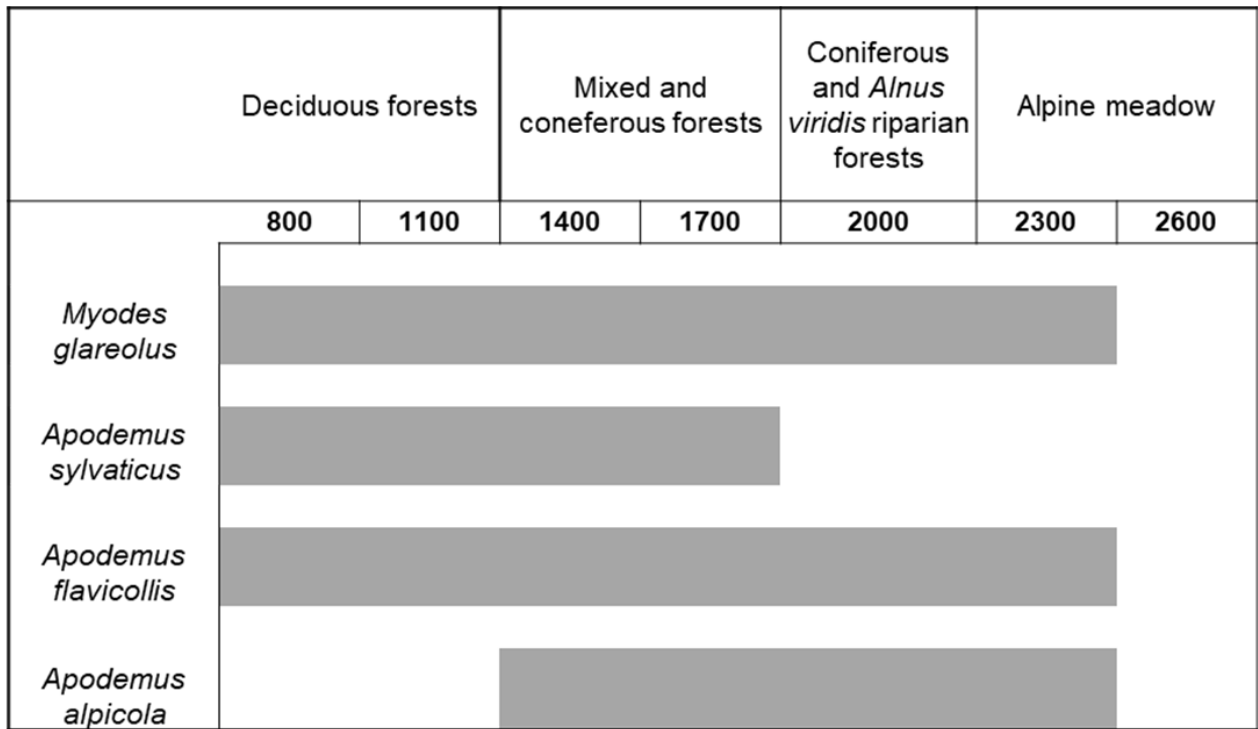 Deciduous forests
Mixed and
coneferous forests
Coniferous
and Alnus
viridis riparian
forests
Alpine meadow
800 1100 1400 1700 2000 2300 2600
Myodes
glareolus
Apodemus
sylvaticus
Apodemus
flavicollis
Apodemus
alpicola